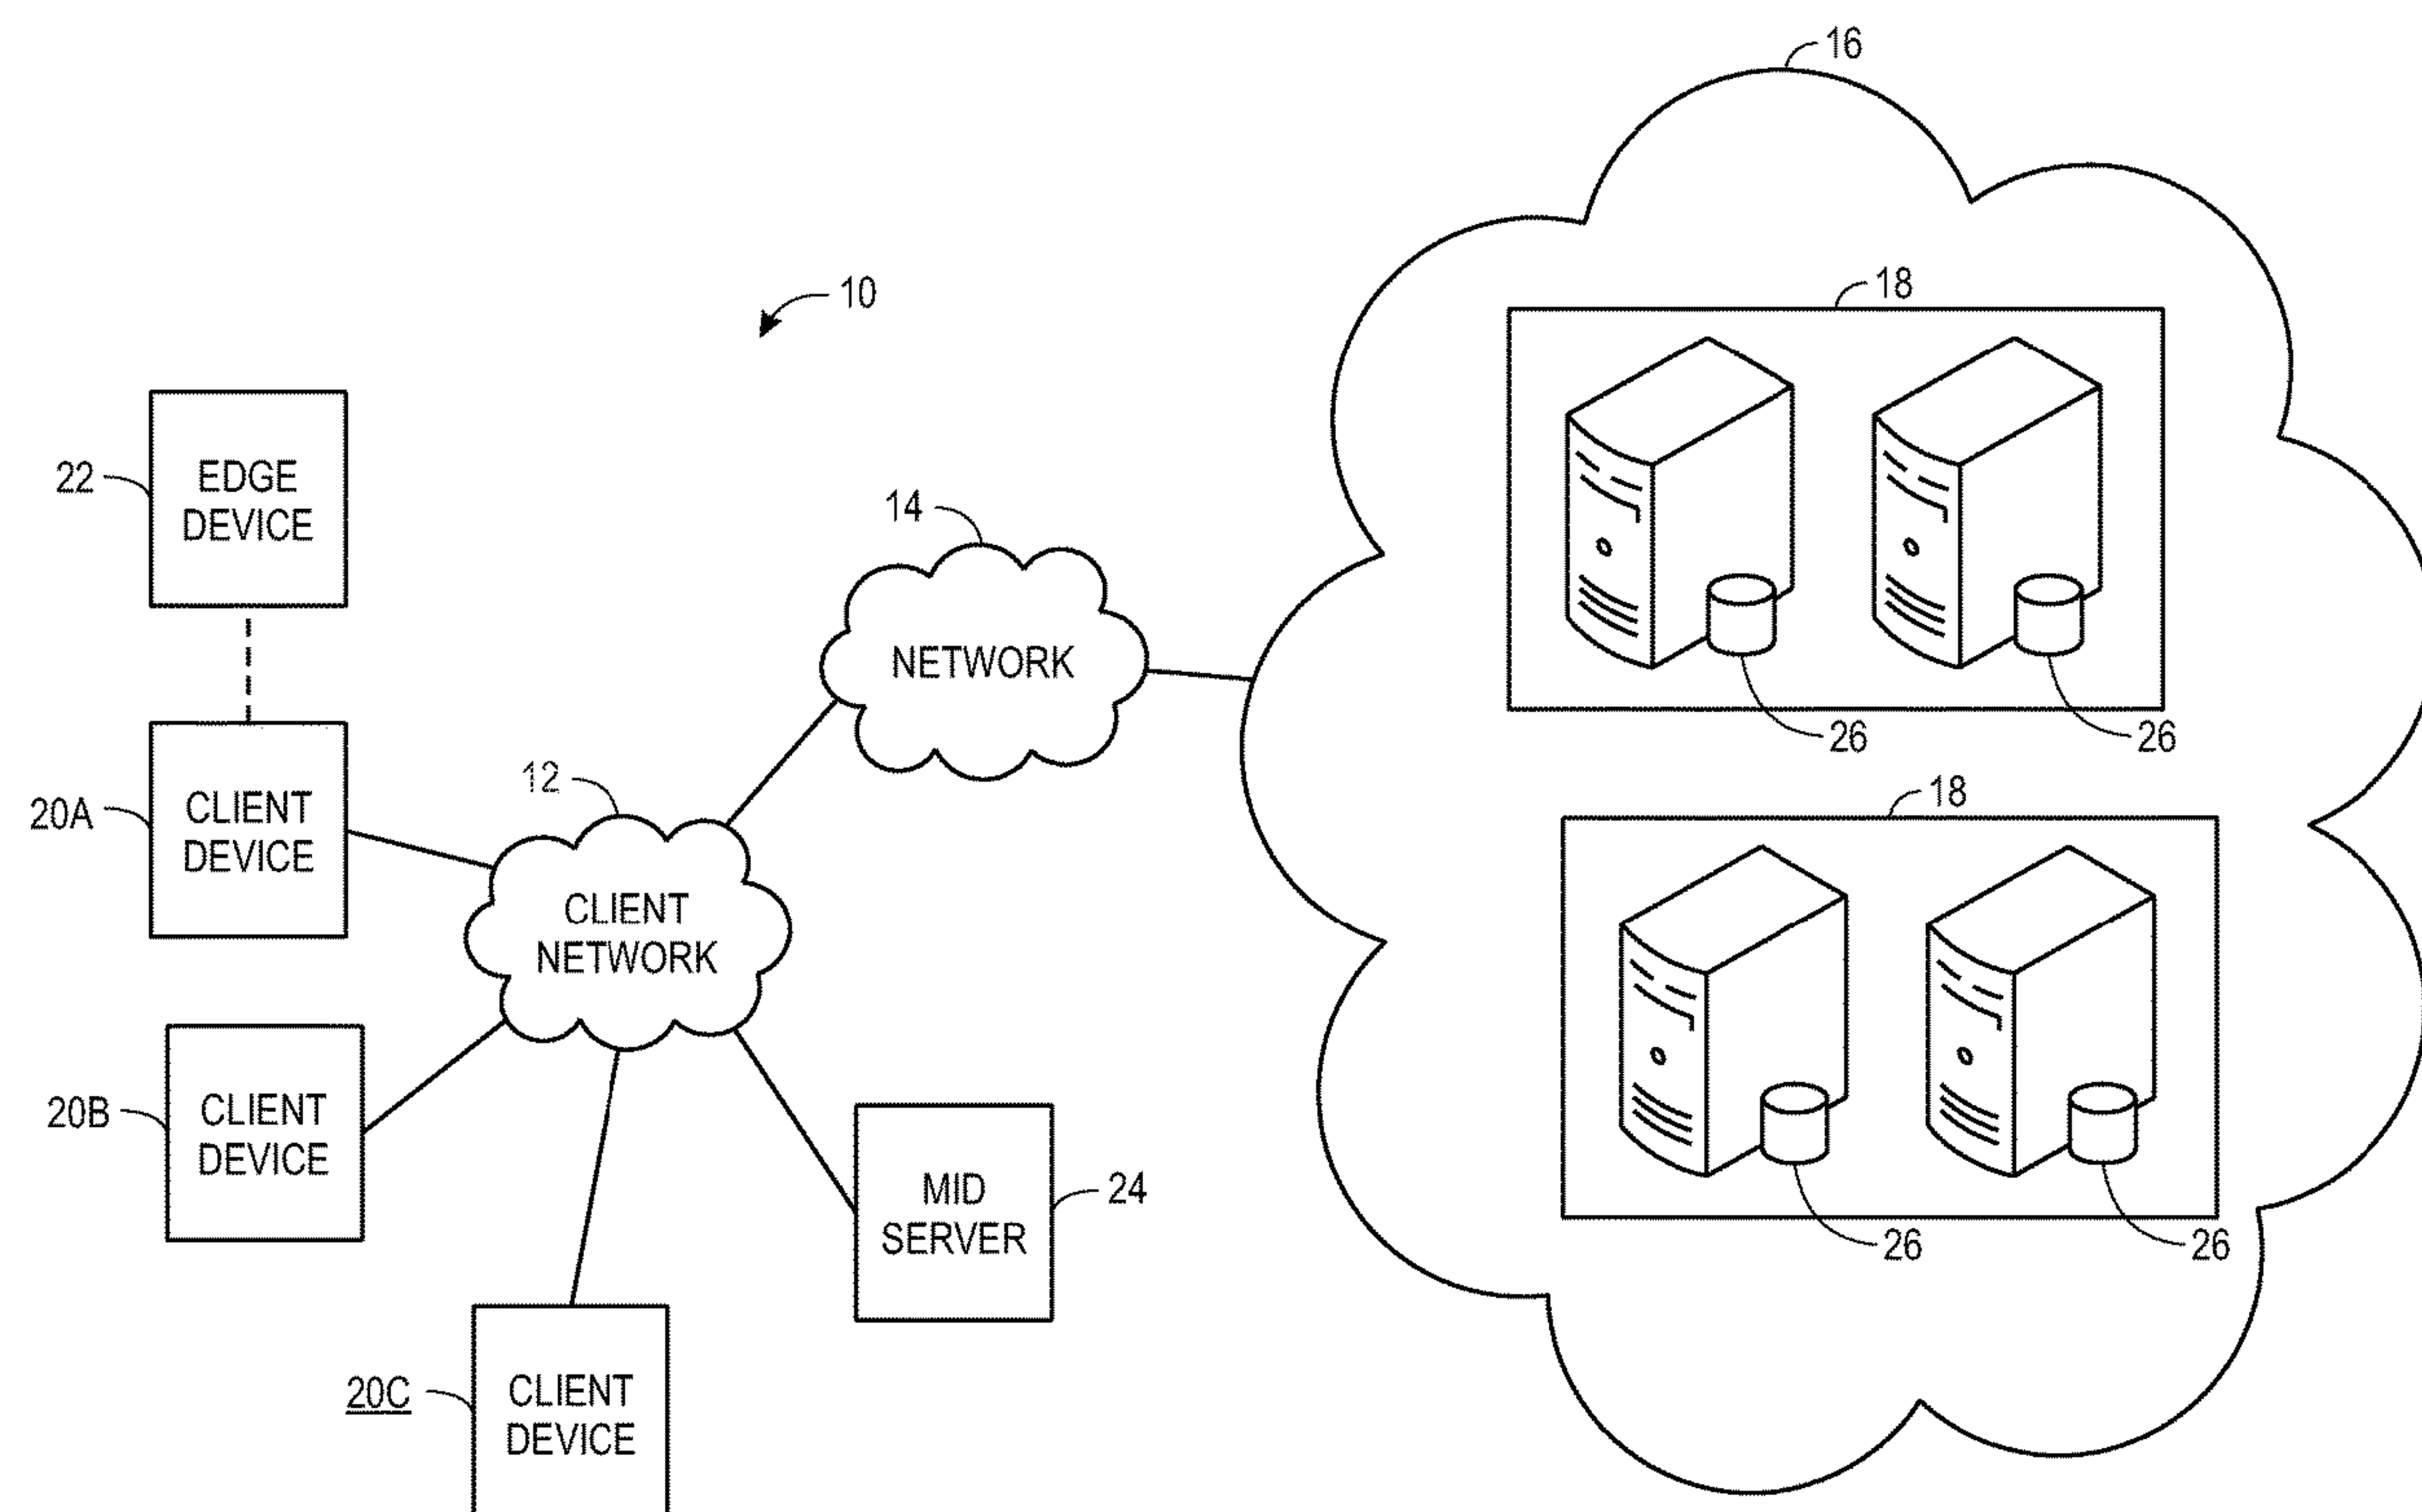 16
10
18
22
EDGE
DEVICE
14
NETWORK
26
26
12
20A
CLIENT
DEVICE
18
CLIENT
NETWORK
20B
CLIENT
DEVICE
MID
SERVER
24
26
26
20C
CLIENT
DEVICE